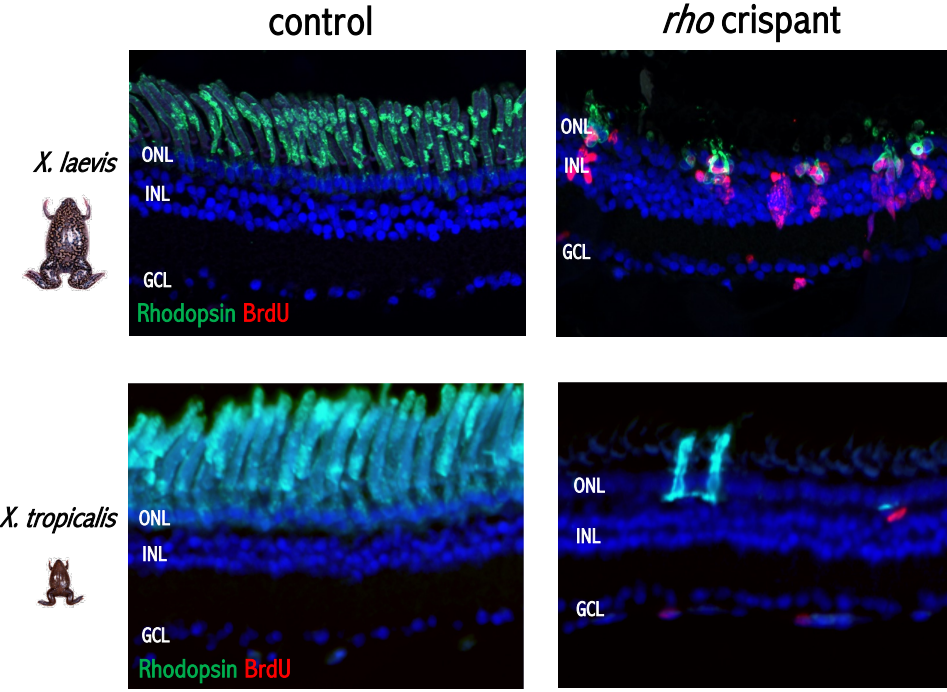 control
rho crispant
X. laevis
ONL
INL
GCL
Rhodopsin BrdU
ONL
INL
GCL
X. tropicalis
ONL
INL
GCL
Rhodopsin BrdU
ONL
INL
GCL